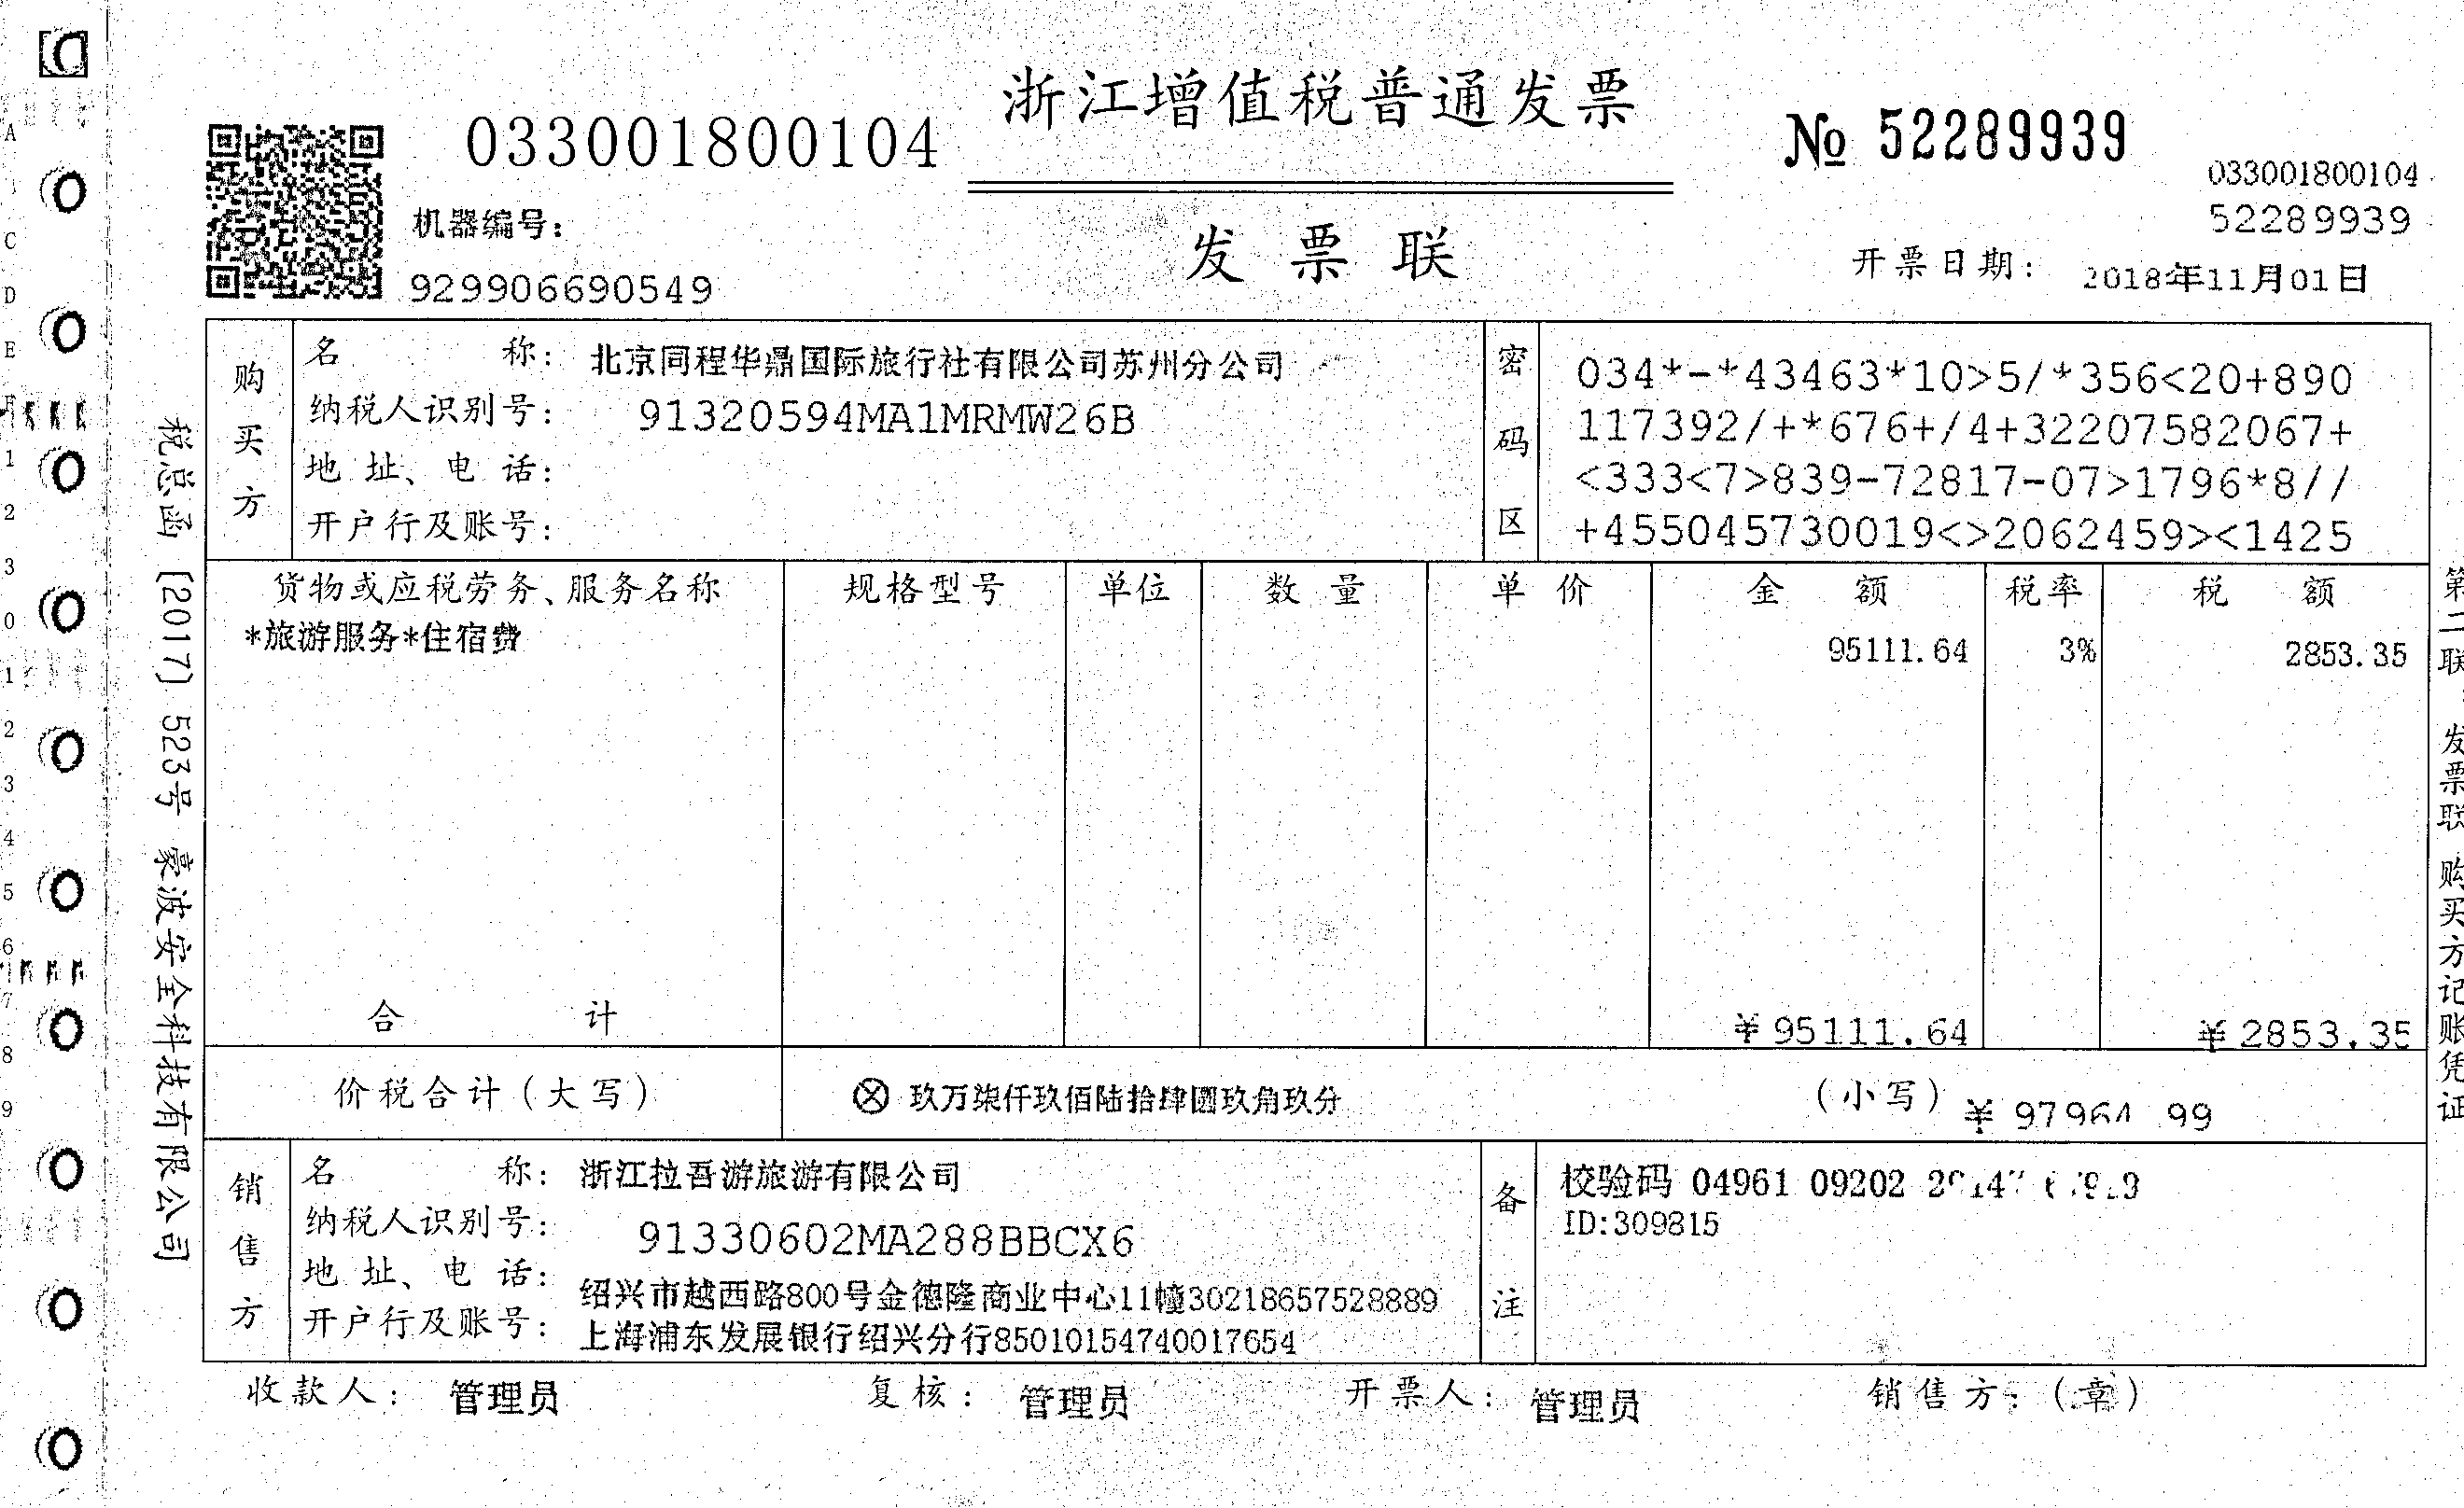 浙江增值税普通发票
033001800104
№ 52289939
033001800104
52289939
机器编号:
929906690549
发票联
开票日期: 2018年11月01日
税总函 [2017] 523号 豪波安全科技有限公司
购买方
名称: 北京同程华鼎国际旅行社有限公司苏州分公司
纳税人识别号: 91320594MA1MRMW26B
地址、电话:
开户行及账号:
密码区
034*-*43463*10>5/*356<20+890
117392/+*676+/4+32207582067+
<333<7>839-72817-07>1796*8//
+455045730019<>2062459><1425
货物或应税劳务、服务名称 规格型号 单位 数量 单价 金额 税率 税额
*旅游服务*住宿费 95111.64 3% 2853.35
合计 ¥95111.64 ¥2853.35
价税合计(大写) ⊗ 玖万柒仟玖佰陆拾肆圆玖角玖分 (小写) ¥97964 99
第二联 发票联 购买方记账凭证
销售方
名称: 浙江拉吾游旅游有限公司
纳税人识别号: 91330602MA288BBCX6
地址、电话: 绍兴市越西路800号金德隆商业中心11幢30218657528889
开户行及账号: 上海浦东发展银行绍兴分行85010154740017654
备注
校验码 04961 09202
ID:309815
收款人: 管理员 复核: 管理员 开票人: 管理员 销售方:(章)